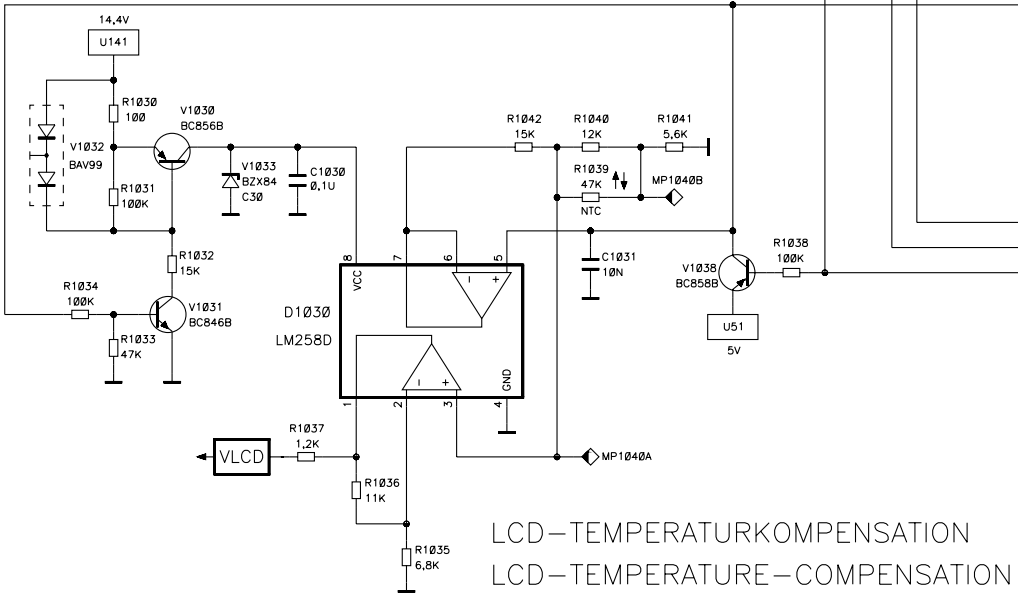 14,4V
U141
R1030
100
V1030
BC856B
V1032
BAV99
R1031
100K
V1033
BZX84
C30
C1030
0,1U
R1042
15K
R1040
12K
R1041
5,6K
R1039
47K
NTC
MP1040B
R1032
15K
C1031
10N
V1038
BC858B
R1038
100K
U51
5V
R1034
100K
V1031
BC846B
R1033
47K
D1030
LM258D
8
7
6
5
VCC
-
+
-
+
GND
1
2
3
4
R1037
1,2K
VLCD
MP1040A
R1036
11K
R1035
6,8K
LCD-TEMPERATURKOMPENSATION
LCD-TEMPERATURE-COMPENSATION